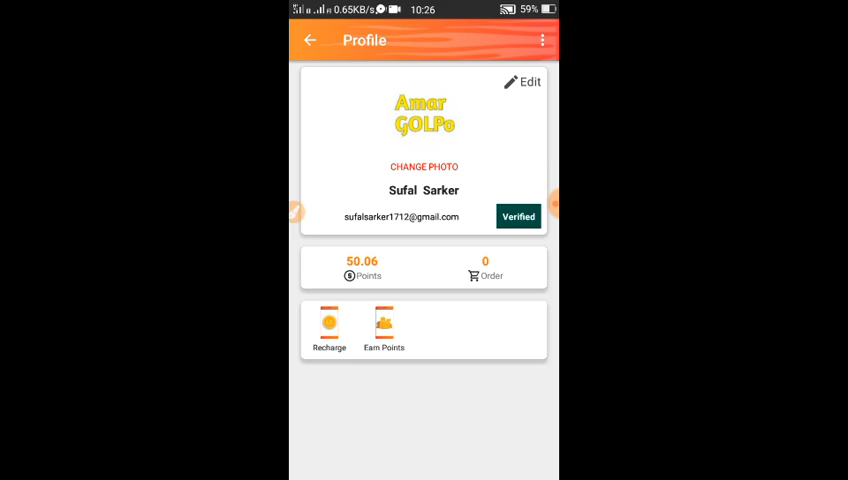 0.65KB/s 10:26 59%
Profile
Edit
Amar
GOLPo
CHANGE PHOTO
Sufal Sarker
sufalsarker1712@gmail.com
Verified
50.06 0
Points Order
Recharge Earn Points